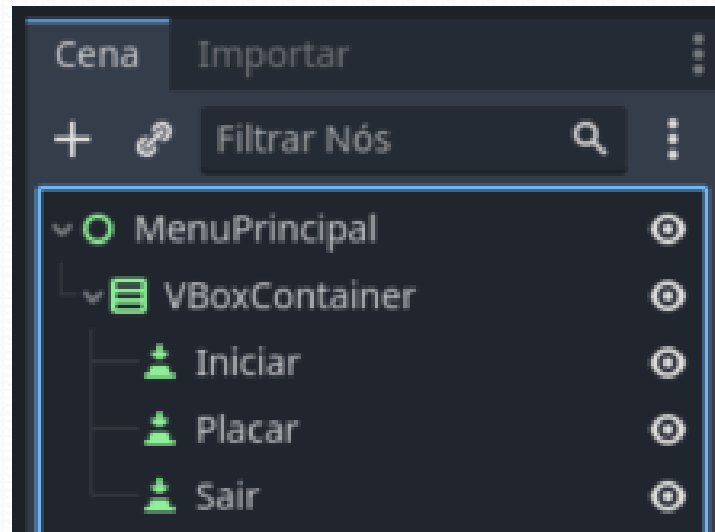 Cena Importar
Filtrar Nós
MenuPrincipal
VBoxContainer
Iniciar
Placar
Sair